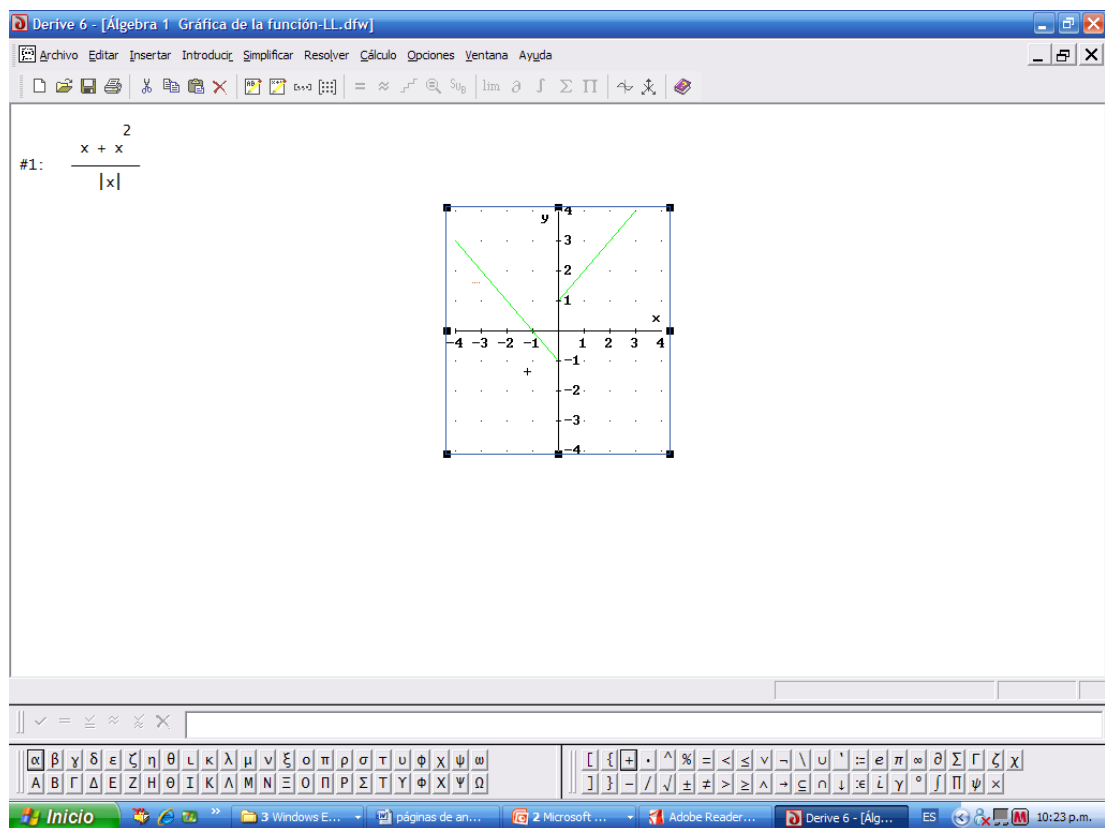 Derive 6 - [Álgebra 1 Gráfica de la función-LL.dfw]
Archivo Editar Insertar Introducir Simplificar Resolver Cálculo Opciones Ventana Ayuda
= ≈ SUB lim ∂ ∫ Σ Π
2
x + x
#1:
|x|
y 4
3
2
1
x
-4 -3 -2 -1 1 2 3 4
-1
-2
-3
-4
α β γ δ ε ζ η θ ι κ λ μ ν ξ ο π ρ σ τ υ φ χ ψ ω [ { + · ^ % = < ≤ ∨ ¬ \ ∪ ' := e π ∞ ∂ Σ Γ ζ χ
Α Β Γ Δ Ε Ζ Η Θ Ι Κ Λ Μ Ν Ξ Ο Π Ρ Σ Τ Υ Φ Χ Ψ Ω ] } - / √ ± ≠ > ≥ ∧ → ⊆ ∩ ↓ :∈ i γ ° ∫ Π ψ ×
Inicio » 3 Windows E... páginas de an... 2 Microsoft ... Adobe Reader... Derive 6 - [Álg... ES 10:23 p.m.